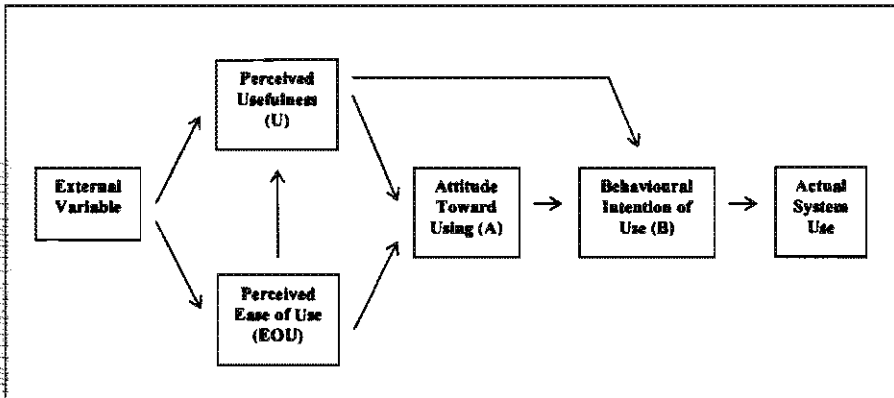 Perceived
Usefulness
(U)
External
Variable
Attitude
Toward
Using (A)
Behavioural
Intention of
Use (B)
Actual
System
Use
Perceived
Ease of Use
(EOU)